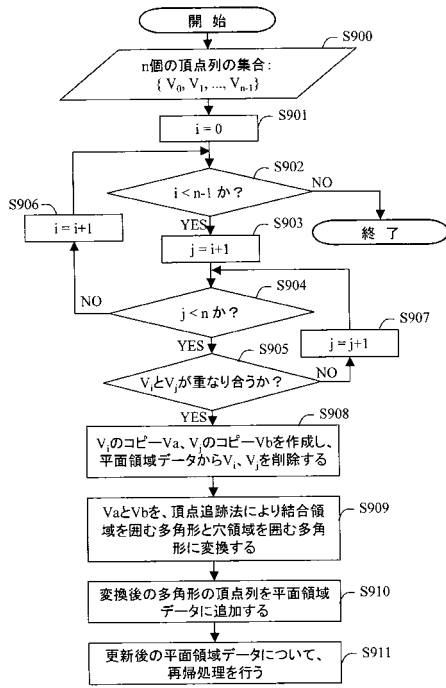 開始
S900
n個の頂点列の集合:
{ V0, V1, ..., Vn-1}
S901
i = 0
S902
i < n-1 か?
NO
終了
YES
S903
j = i+1
S906
i = i+1
S904
j < n か?
NO
YES
S907
j = j+1
S905
ViとVjが重なり合うか?
NO
YES
S908
ViのコピーVa、VjのコピーVbを作成し、
平面領域データからVi、Vjを削除する
S909
VaとVbを、頂点追跡法により結合領
域を囲む多角形と穴領域を囲む多角
形に変換する
S910
変換後の多角形の頂点列を平面領域
データに追加する
S911
更新後の平面領域データについて、
再帰処理を行う